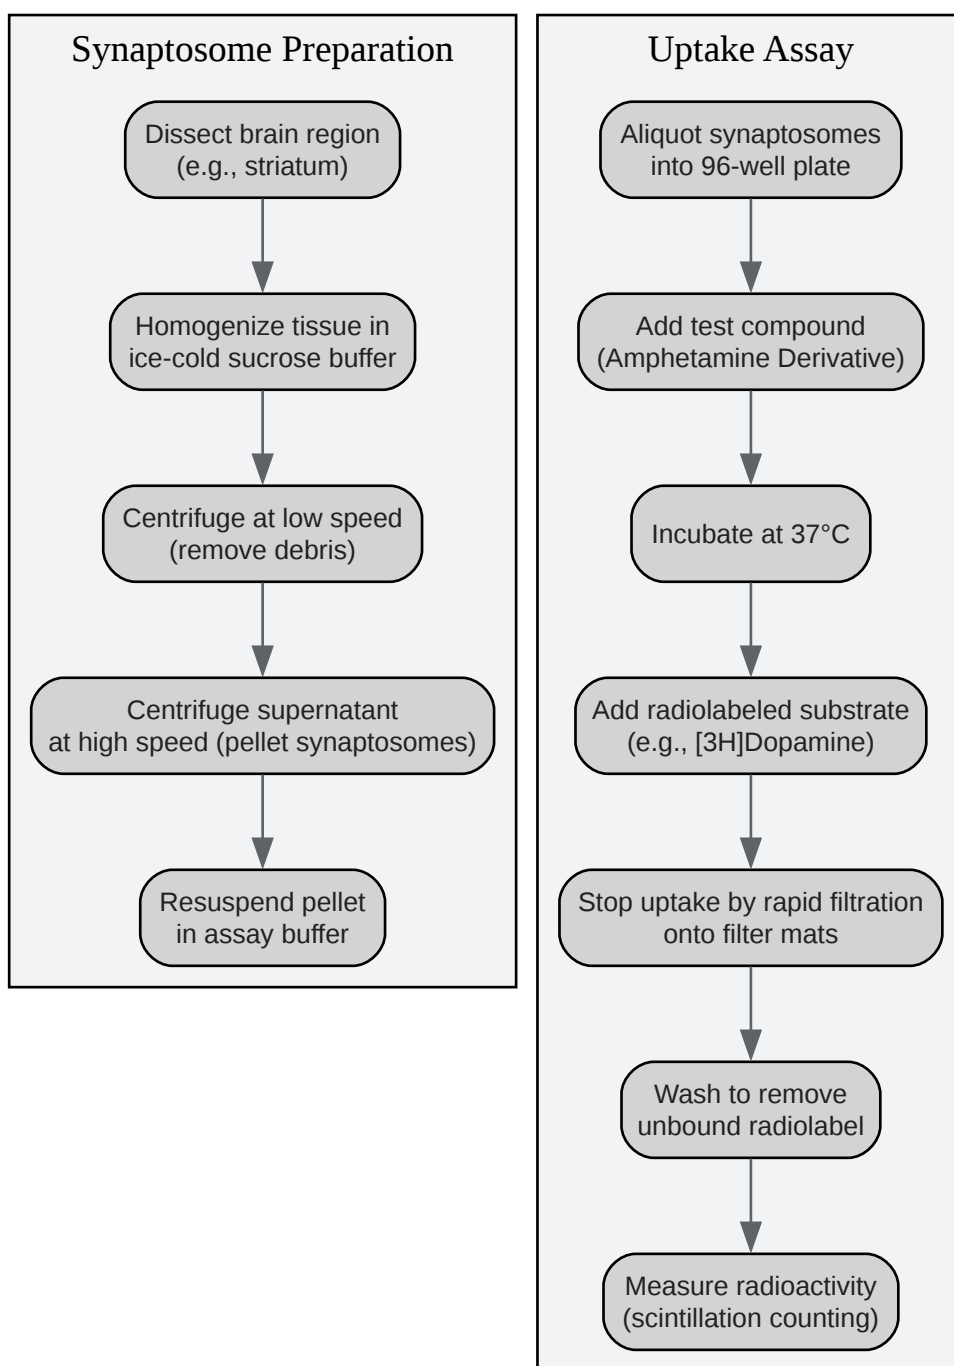 Synaptosome Preparation
Dissect brain region
(e.g., striatum)
Homogenize tissue in
ice-cold sucrose buffer
Centrifuge at low speed
(remove debris)
Centrifuge supernatant
at high speed (pellet synaptosomes)
Resuspend pellet
in assay buffer
Uptake Assay
Aliquot synaptosomes
into 96-well plate
Add test compound
(Amphetamine Derivative)
Incubate at 37°C
Add radiolabeled substrate
(e.g., [3H]Dopamine)
Stop uptake by rapid filtration
onto filter mats
Wash to remove
unbound radiolabel
Measure radioactivity
(scintillation counting)